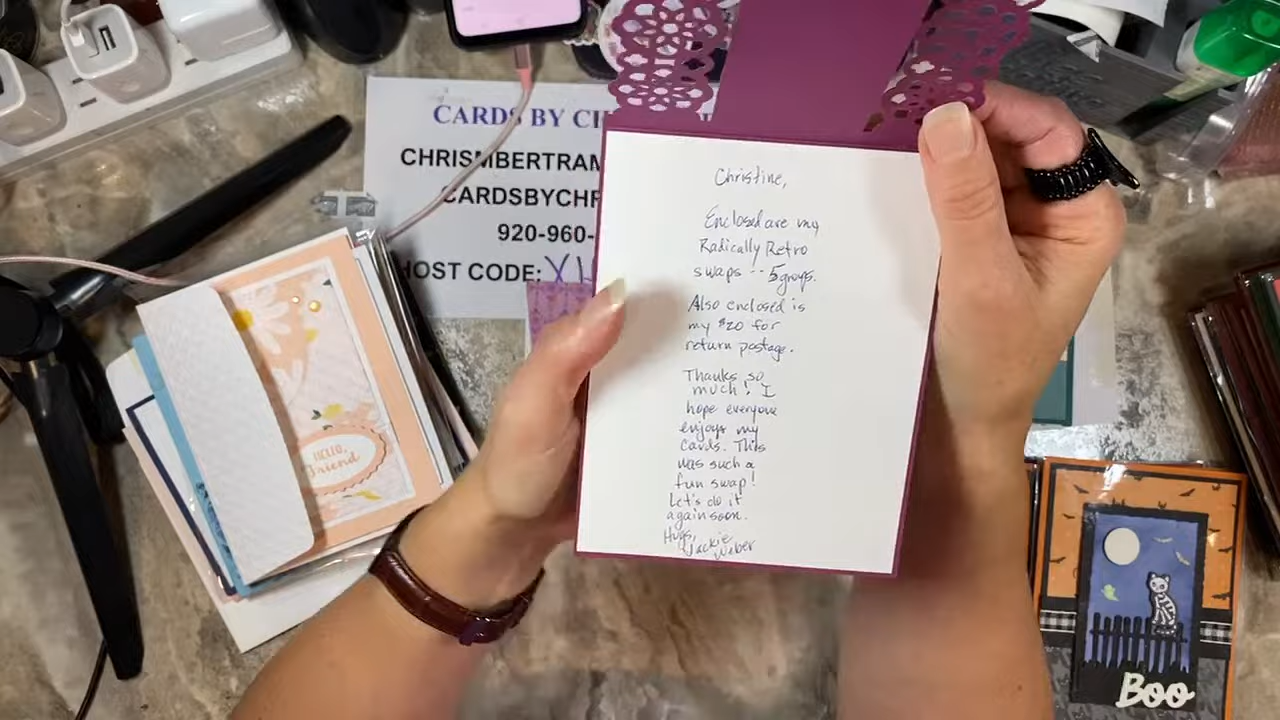 CARDS BY CH
CHRISMBERTRAM
CARDSBYCHR
920-960-
HOST CODE:
Christine,
Enclosed are my
Radically Retro
swaps -- 5 groups.
Also enclosed is
my $20 for
return postage.
Thanks so
much! I
hope everyone
enjoys my
cards. This
was such a
fun swap!
Let's do it
again soon.
Hugs,
Jackie
Weber
HELLO,
Friend
Boo